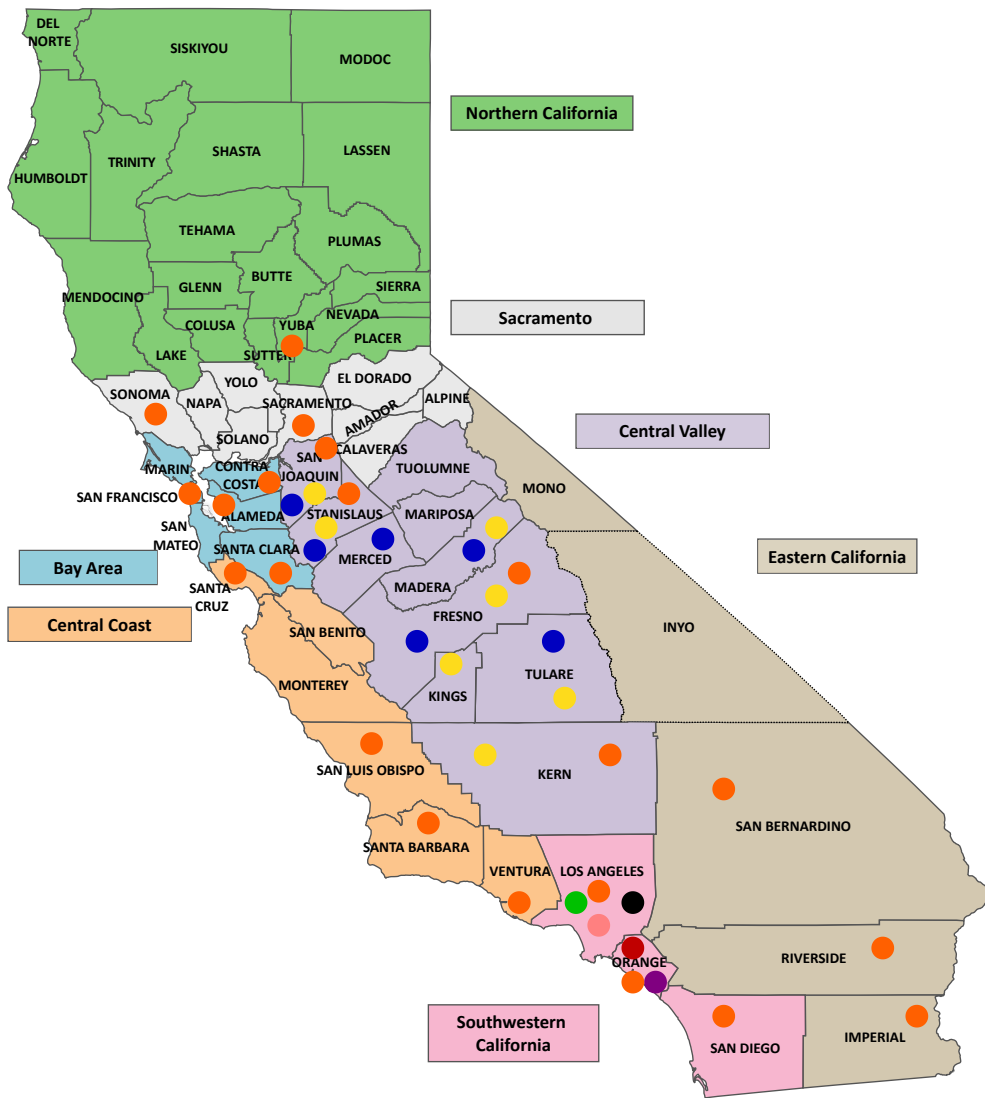 DEL
NORTE
SISKIYOU
MODOC
Northern California
TRINITY
SHASTA
LASSEN
HUMBOLDT
TEHAMA
PLUMAS
BUTTE
GLENN
SIERRA
MENDOCINO
NEVADA
COLUSA
YUBA
PLACER
LAKE
SUTTER
Sacramento
EL DORADO
YOLO
SONOMA
NAPA
SACRAMENTO
ALPINE
AMADOR
SOLANO
CALAVERAS
Central Valley
SAN
JOAQUIN
CONTRA
COSTA
MARIN
TUOLUMNE
MONO
SAN FRANCISCO
ALAMEDA
STANISLAUS
MARIPOSA
SAN
MATEO
SANTA CLARA
MERCED
Eastern California
Bay Area
SANTA
CRUZ
MADERA
FRESNO
Central Coast
SAN BENITO
INYO
MONTEREY
TULARE
KINGS
SAN LUIS OBISPO
KERN
SAN BERNARDINO
SANTA BARBARA
VENTURA
LOS ANGELES
ORANGE
RIVERSIDE
Southwestern
California
SAN DIEGO
IMPERIAL